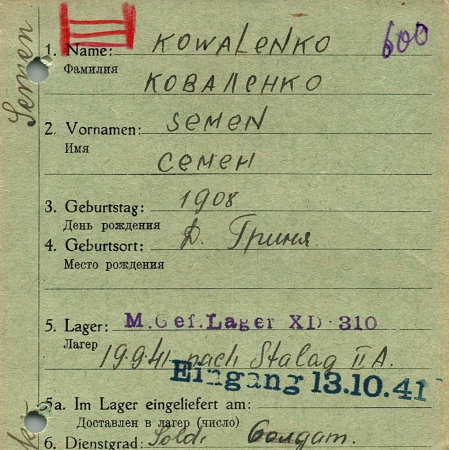 600
1. Name: KOWALENKO
Фамилия
КОВАЛЕНКО
Semen
2. Vornamen: SEMEN
Имя
СЕМЕН
3. Geburtstag: 1908
День рождения
4. Geburtsort: Д. Гриня
Место рождения
5. Lager: M.Gef.Lager XD 310
Лагер
19.9.41. nach Stalag II A.
Eingang 13.10.41
5a. Im Lager eingeliefert am:
Доставлен в лагер (число)
6. Dienstgrad: Sold. Солдат.